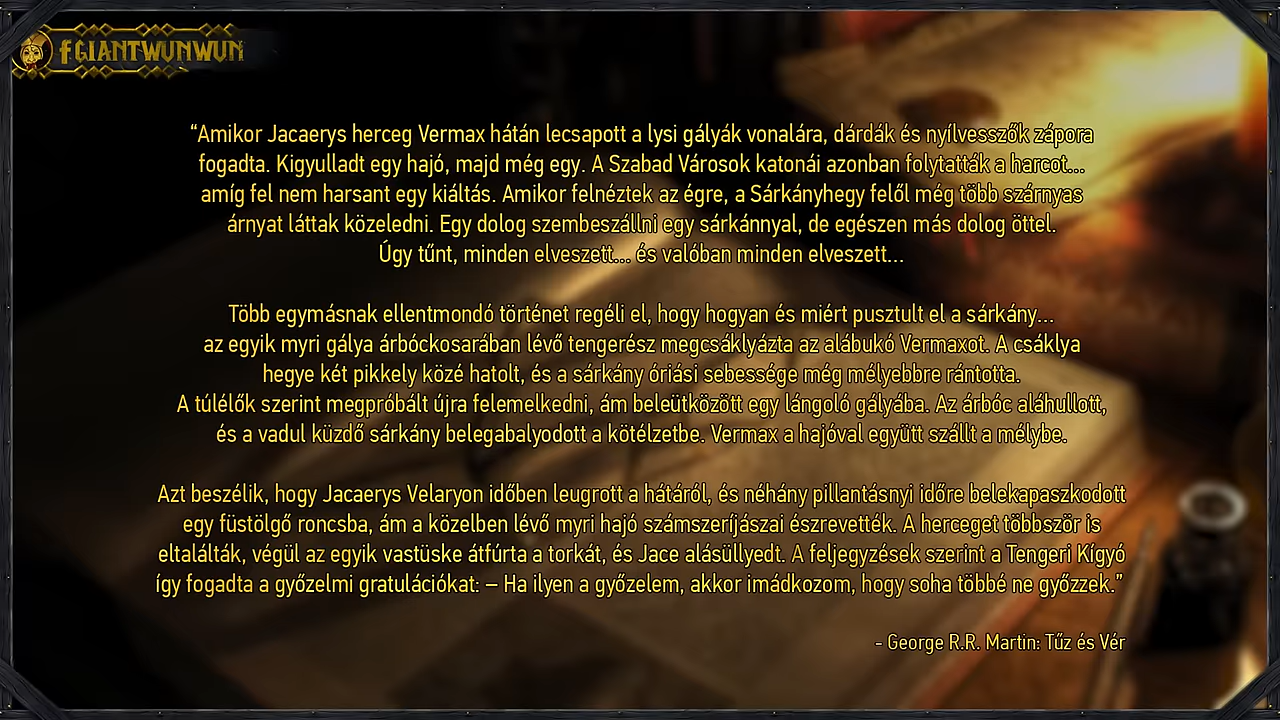 fGIANTWUNWUN
“Amikor Jacaerys herceg Vermax hátán lecsapott a lysi gályák vonalára, dárdák és nyílvesszők zápora
fogadta. Kigyulladt egy hajó, majd még egy. A Szabad Városok katonái azonban folytatták a harcot...
amíg fel nem harsant egy kiáltás. Amikor felnéztek az égre, a Sárkányhegy felől még több szárnyas
árnyat láttak közeledni. Egy dolog szembeszállni egy sárkánnyal, de egészen más dolog öttel.
Úgy tűnt, minden elveszett... és valóban minden elveszett...
Több egymásnak ellentmondó történet regéli el, hogy hogyan és miért pusztult el a sárkány...
az egyik myri gálya árbóckosarában lévő tengerész megcsáklyázta az alábukó Vermaxot. A csáklya
hegye két pikkely közé hatolt, és a sárkány óriási sebessége még mélyebbre rántotta.
A túlélők szerint megpróbált újra felemelkedni, ám beleütközött egy lángoló gályába. Az árbóc aláhullott,
és a vadul küzdő sárkány belegabalyodott a kötélzetbe. Vermax a hajóval együtt szállt a mélybe.
Azt beszélik, hogy Jacaerys Velaryon időben leugrott a hátáról, és néhány pillantásnyi időre belekapaszkodott
egy füstölgő roncsba, ám a közelben lévő myri hajó számszeríjászai észrevették. A herceget többször is
eltalálták, végül az egyik vastüske átfúrta a torkát, és Jace alásüllyedt. A feljegyzések szerint a Tengeri Kígyó
így fogadta a győzelmi gratulációkat: – Ha ilyen a győzelem, akkor imádkozom, hogy soha többé ne győzzek.”
- George R.R. Martin: Tűz és Vér